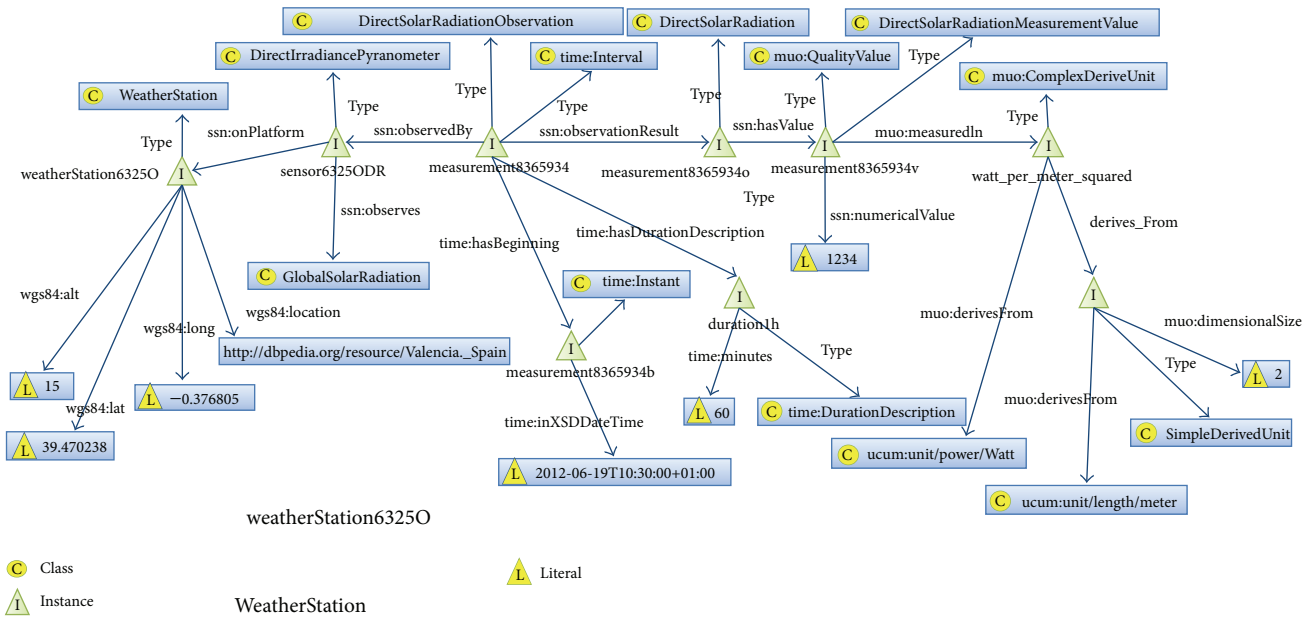 C DirectSolarRadiationObservation
C DirectSolarRadiation
C DirectSolarRadiationMeasurementValue
C DirectIrradiancePyranometer
C time:Interval
C muo:QualityValue
C muo:ComplexDeriveUnit
C WeatherStation
Type
Type
Type
Type
Type
Type
Type
Type
ssn:onPlatform
ssn:observedBy
ssn:observationResult
ssn:hasValue
muo:measuredIn
I
I
I
I
I
I
weatherStation6325O
sensor6325ODR
measurement8365934
measurement8365934o
measurement8365934v
watt_per_meter_squared
Type
ssn:observes
ssn:numericalValue
derives_From
time:hasBeginning
time:hasDurationDescription
L 1234
C GlobalSolarRadiation
C time:Instant
I
I
wgs84:alt
wgs84:long
wgs84:location
duration1h
muo:derivesFrom
muo:dimensionalSize
http://dbpedia.org/resource/Valencia._Spain
I
time:minutes
Type
Type
measurement8365934b
L 15
L −0.376805
L 2
wgs84:lat
muo:derivesFrom
L 60
C time:DurationDescription
time:inXSDDateTime
C SimpleDerivedUnit
L 39.470238
C ucum:unit/power/Watt
L 2012-06-19T10:30:00+01:00
C ucum:unit/length/meter
weatherStation6325O
C Class
L Literal
I Instance
WeatherStation